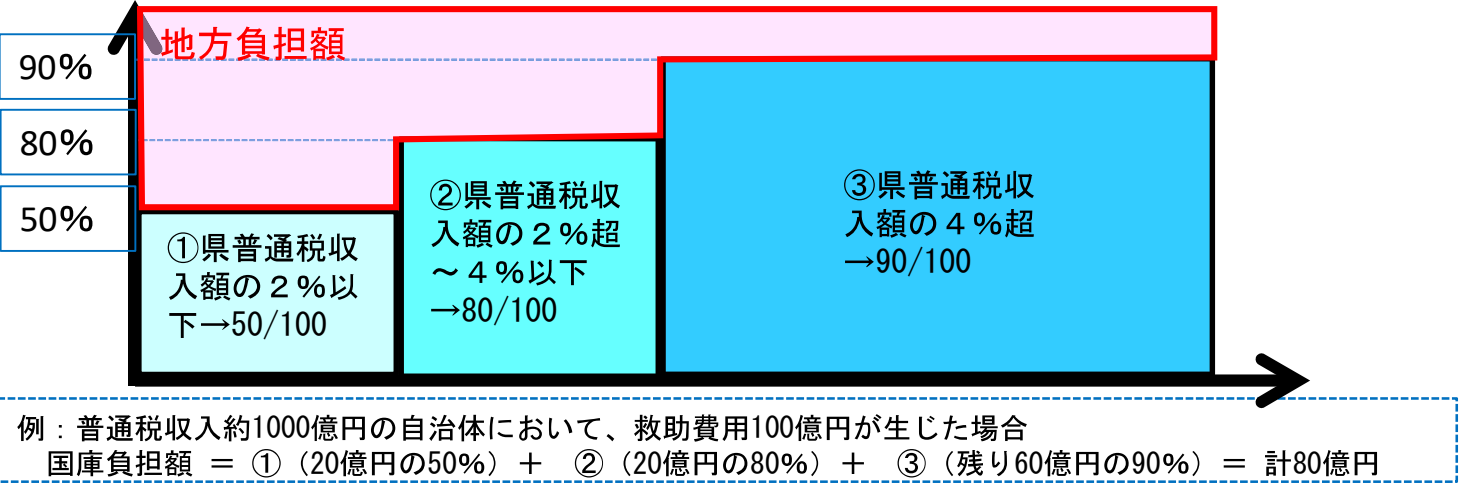 地方負担額
90%
80%
50%
①県普通税収
入額の２％以
下→50/100
②県普通税収
入額の２％超
～４％以下
→80/100
③県普通税収
入額の４％超
→90/100
例：普通税収入約1000億円の自治体において、救助費用100億円が生じた場合
国庫負担額 ＝ ①（20億円の50%）＋ ②（20億円の80%）＋ ③（残り60億円の90%）＝ 計80億円